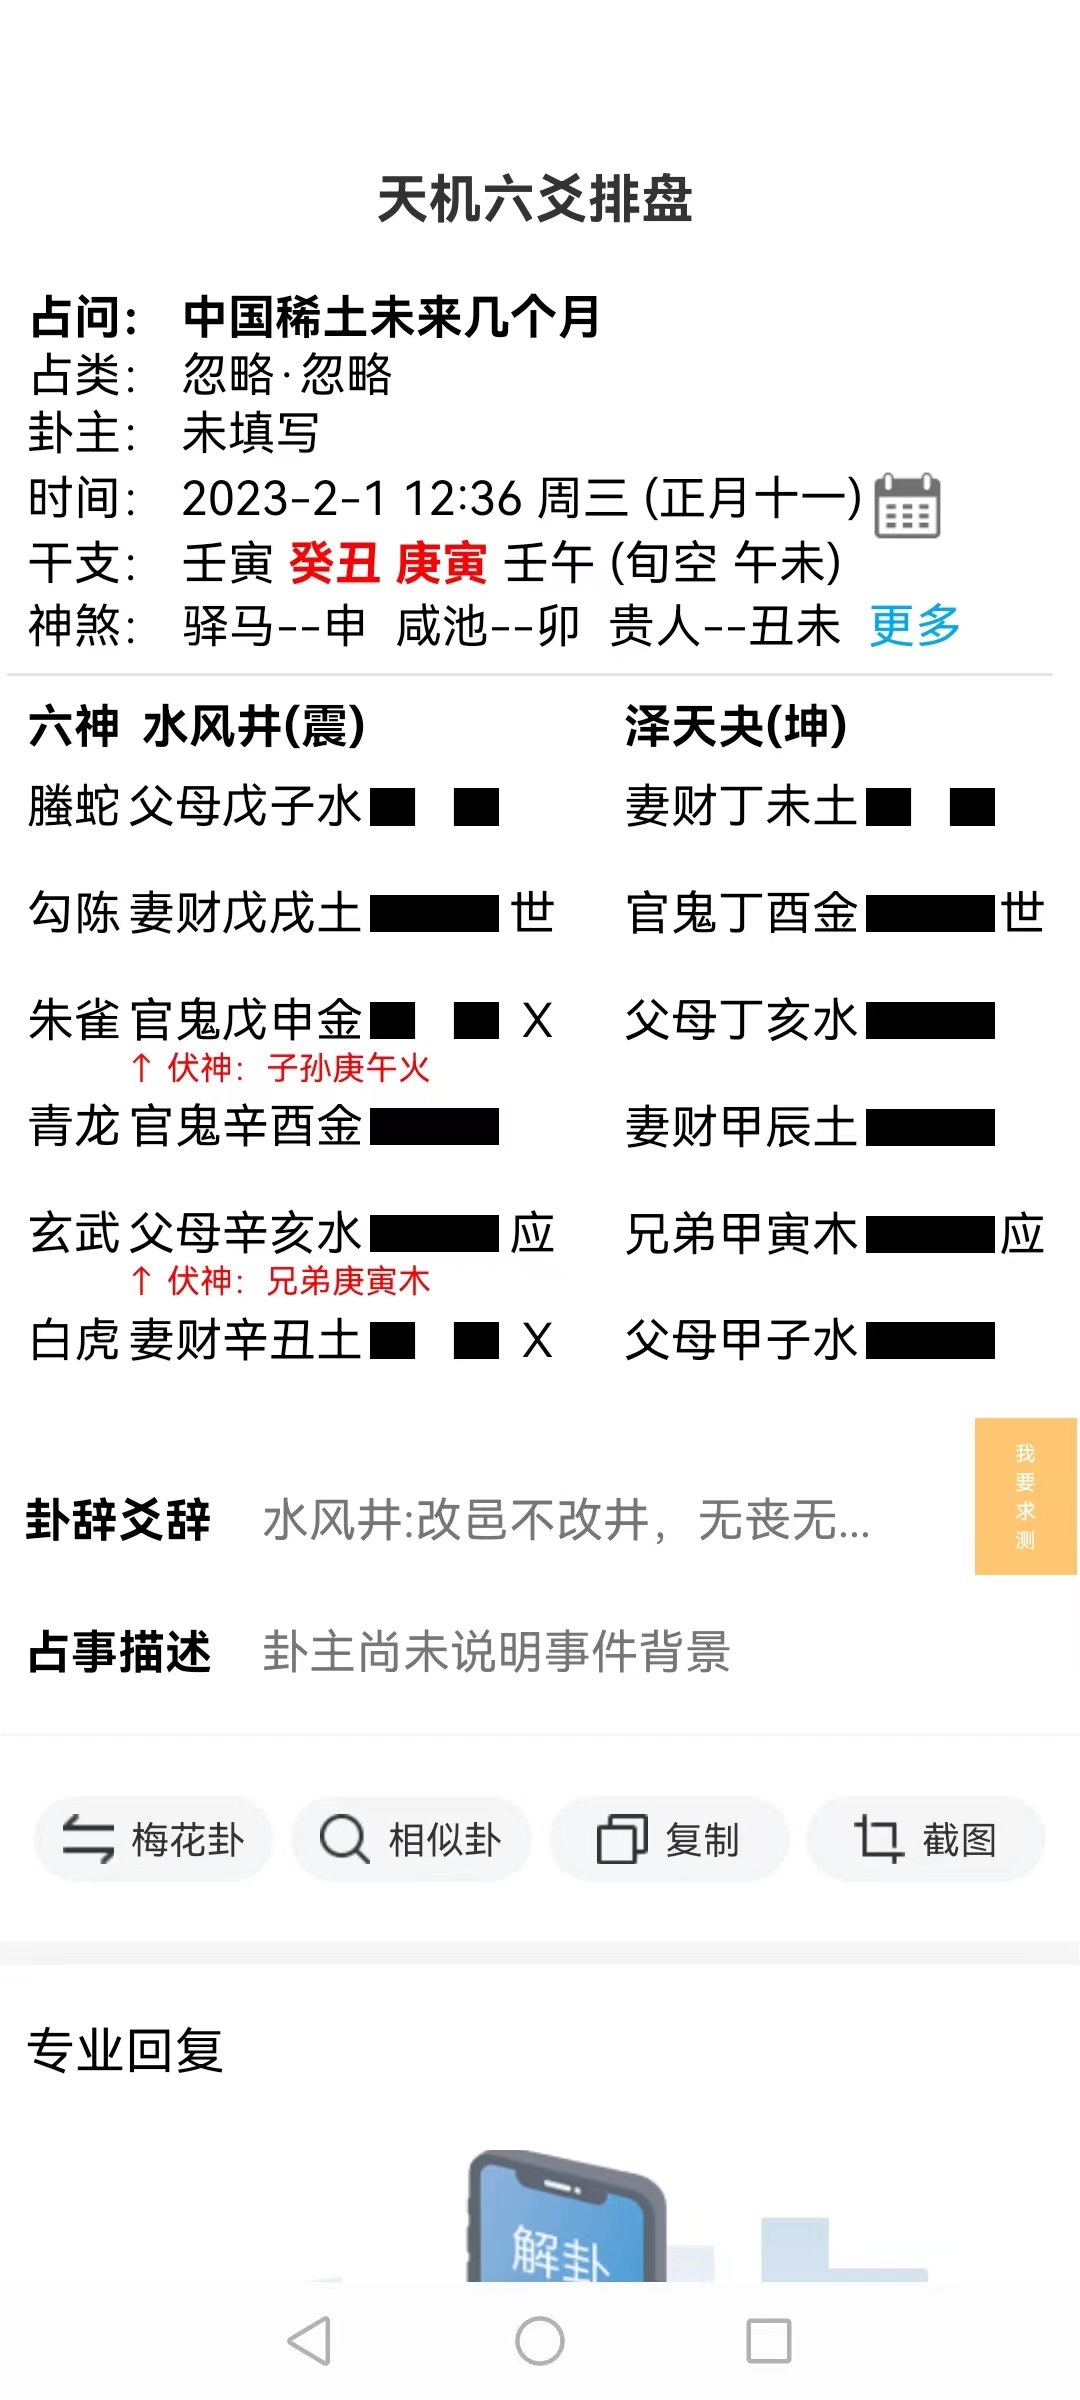 天机六爻排盘
占问： 中国稀土未来几个月
占类： 忽略·忽略
卦主： 未填写
时间： 2023-2-1 12:36 周三 (正月十一)
干支： 壬寅 癸丑 庚寅 壬午 (旬空 午未)
神煞： 驿马--申 咸池--卯 贵人--丑未 更多
六神 水风井(震) 泽天夬(坤)
螣蛇 父母戊子水 妻财丁未土
勾陈 妻财戊戌土 世 官鬼丁酉金 世
朱雀 官鬼戊申金 X 父母丁亥水
↑ 伏神：子孙庚午火
青龙 官鬼辛酉金 妻财甲辰土
玄武 父母辛亥水 应 兄弟甲寅木 应
↑ 伏神：兄弟庚寅木
白虎 妻财辛丑土 X 父母甲子水
我要求测
卦辞爻辞 水风井:改邑不改井，无丧无...
占事描述 卦主尚未说明事件背景
梅花卦 相似卦 复制 截图
专业回复
解卦